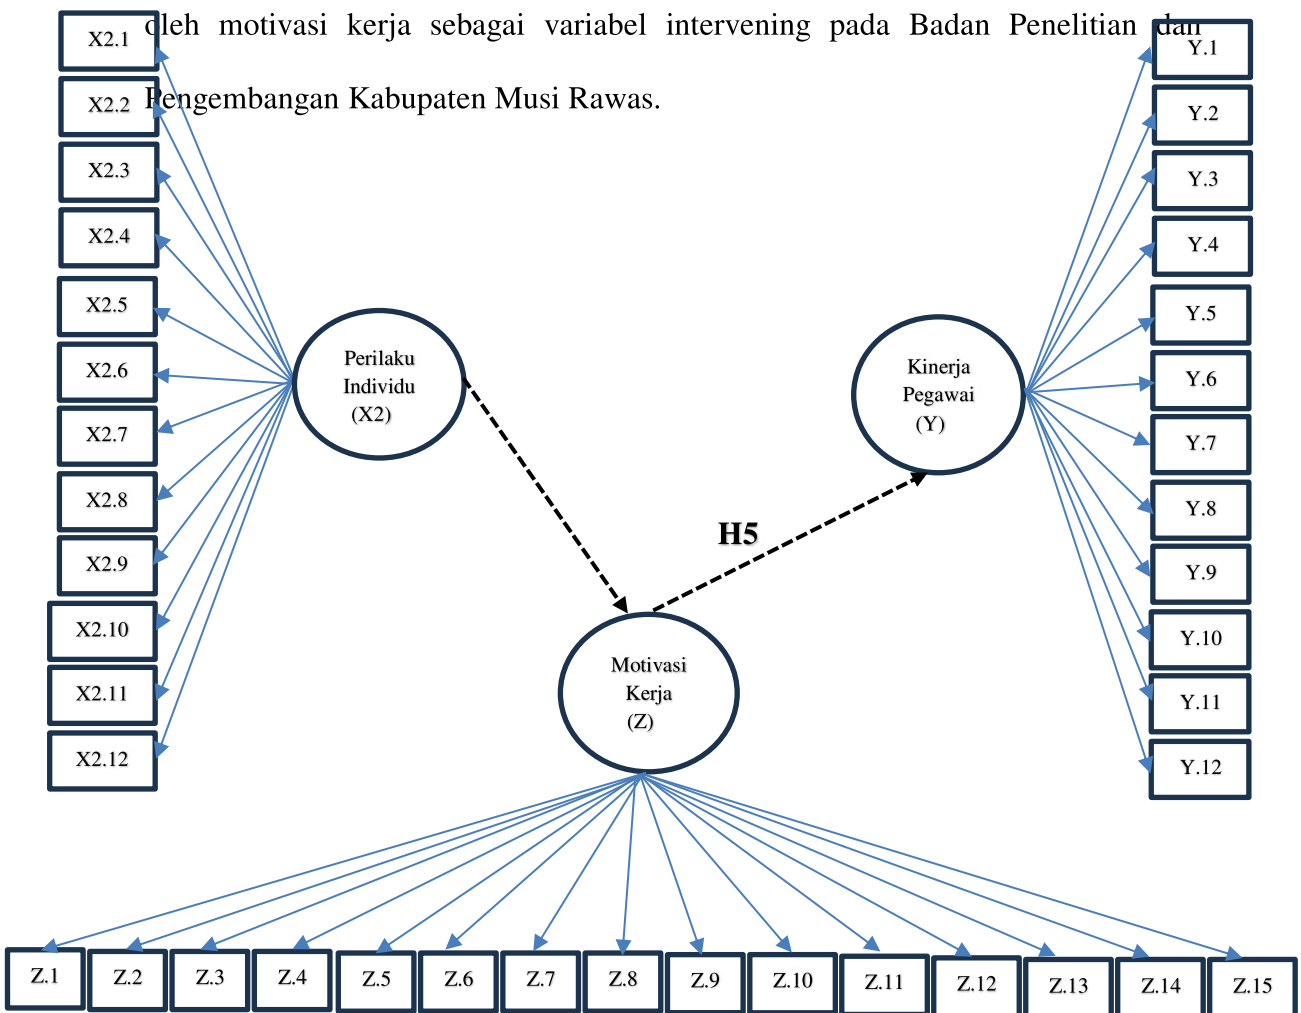 oleh motivasi kerja sebagai variabel intervening pada Badan Penelitian dan
Pengembangan Kabupaten Musi Rawas.
X2.1
X2.2
X2.3
X2.4
X2.5
X2.6
X2.7
X2.8
X2.9
X2.10
X2.11
X2.12
Perilaku
Individu
(X2)
H5
Motivasi
Kerja
(Z)
Kinerja
Pegawai
(Y)
Y.1
Y.2
Y.3
Y.4
Y.5
Y.6
Y.7
Y.8
Y.9
Y.10
Y.11
Y.12
Z.1
Z.2
Z.3
Z.4
Z.5
Z.6
Z.7
Z.8
Z.9
Z.10
Z.11
Z.12
Z.13
Z.14
Z.15